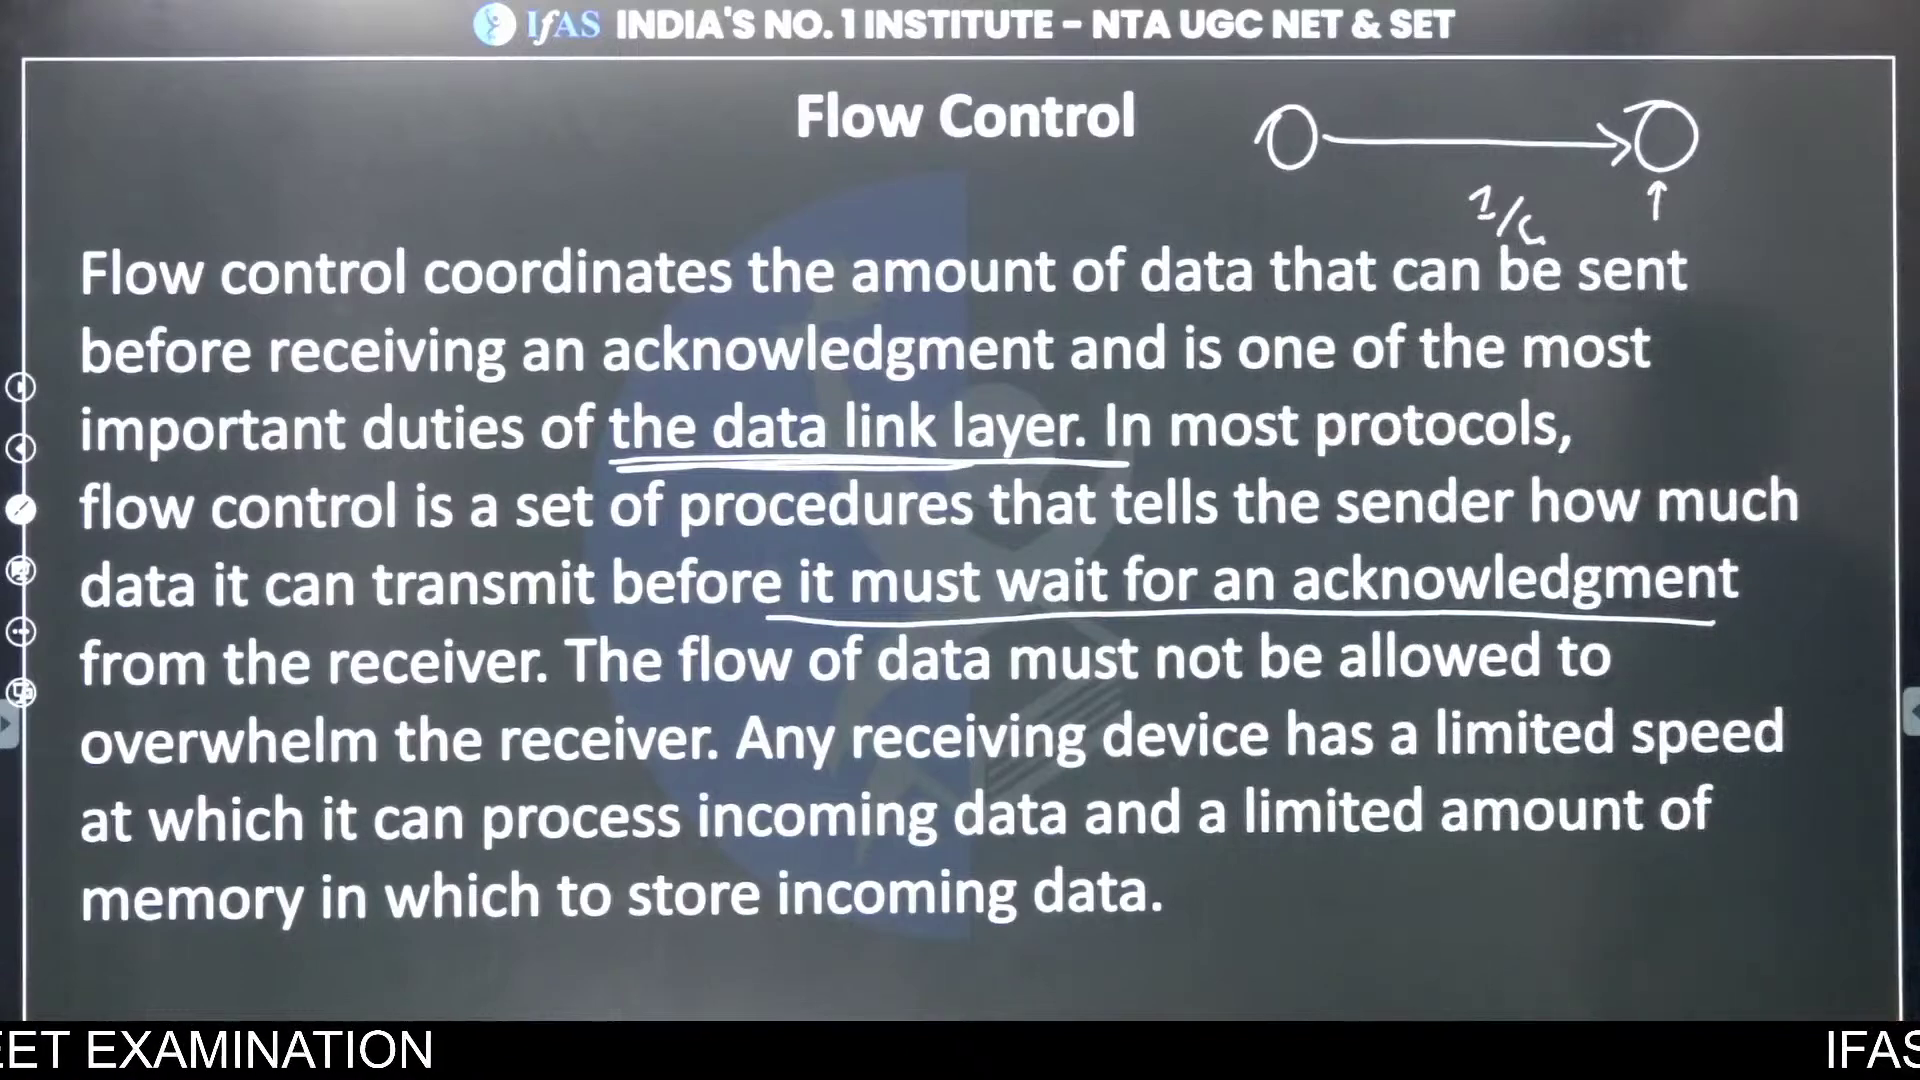 IfAS INDIA'S NO. 1 INSTITUTE - NTA UGC NET & SET
Flow Control
Flow control coordinates the amount of data that can be sent
before receiving an acknowledgment and is one of the most
important duties of the data link layer. In most protocols,
flow control is a set of procedures that tells the sender how much
data it can transmit before it must wait for an acknowledgment
from the receiver. The flow of data must not be allowed to
overwhelm the receiver. Any receiving device has a limited speed
at which it can process incoming data and a limited amount of
memory in which to store incoming data.
EET EXAMINATION
IFAS